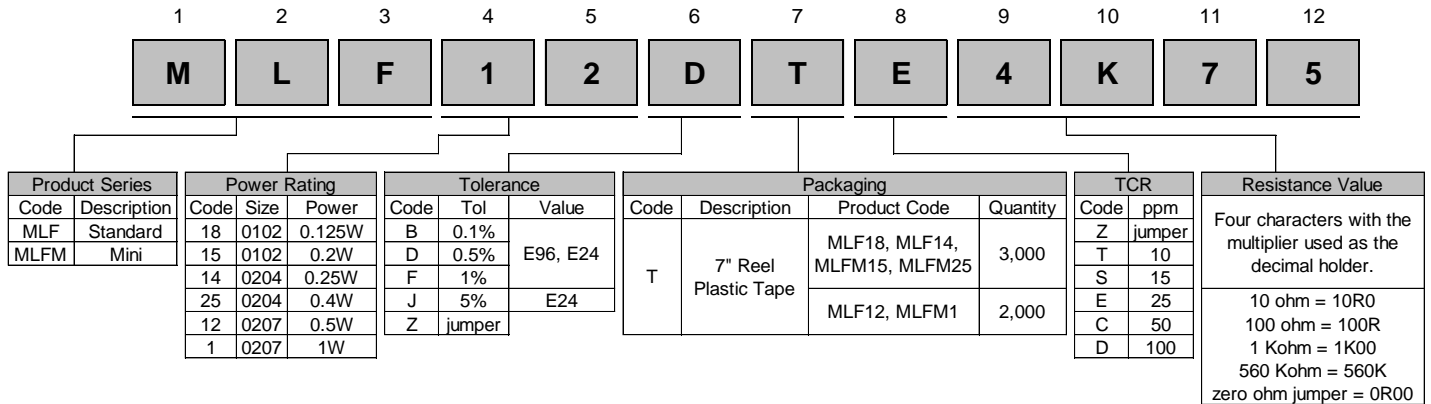 1 2 3 4 5 6 7 8 9 10 11 12
M L F 1 2 D T E 4 K 7 5
Product Series
Code Description
MLF Standard
MLFM Mini
Power Rating
Code Size Power
18 0102 0.125W
15 0102 0.2W
14 0204 0.25W
25 0204 0.4W
12 0207 0.5W
1 0207 1W
Tolerance
Code Tol Value
B 0.1%
D 0.5% E96, E24
F 1%
J 5% E24
Z jumper
Packaging
Code Description Product Code Quantity
T
7" Reel
Plastic Tape
MLF18, MLF14,
MLFM15, MLFM25
3,000
MLF12, MLFM1 2,000
TCR
Code ppm
Z jumper
T 10
S 15
E 25
C 50
D 100
Resistance Value
Four characters with the
multiplier used as the
decimal holder.
10 ohm = 10R0
100 ohm = 100R
1 Kohm = 1K00
560 Kohm = 560K
zero ohm jumper = 0R00